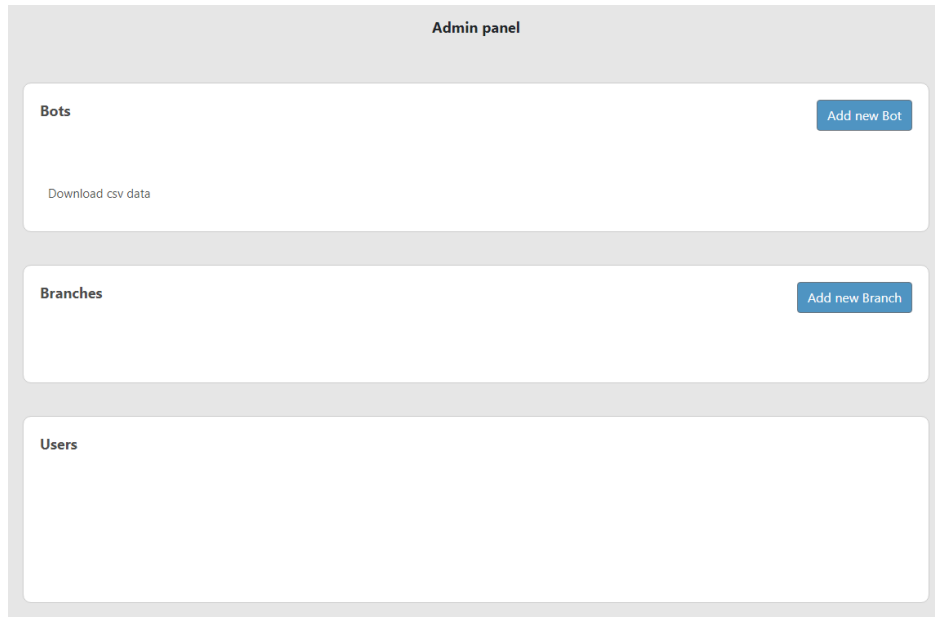 Admin panel
Bots
Add new Bot
Download csv data
Branches
Add new Branch
Users